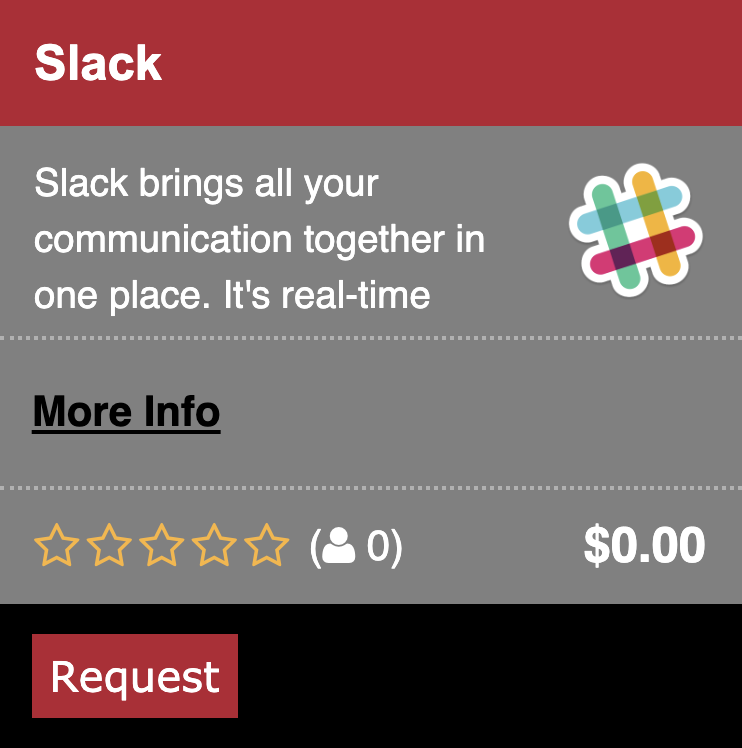 Slack
Slack brings all your
communication together in
one place. It's real-time
More Info
( 0)
$0.00
Request